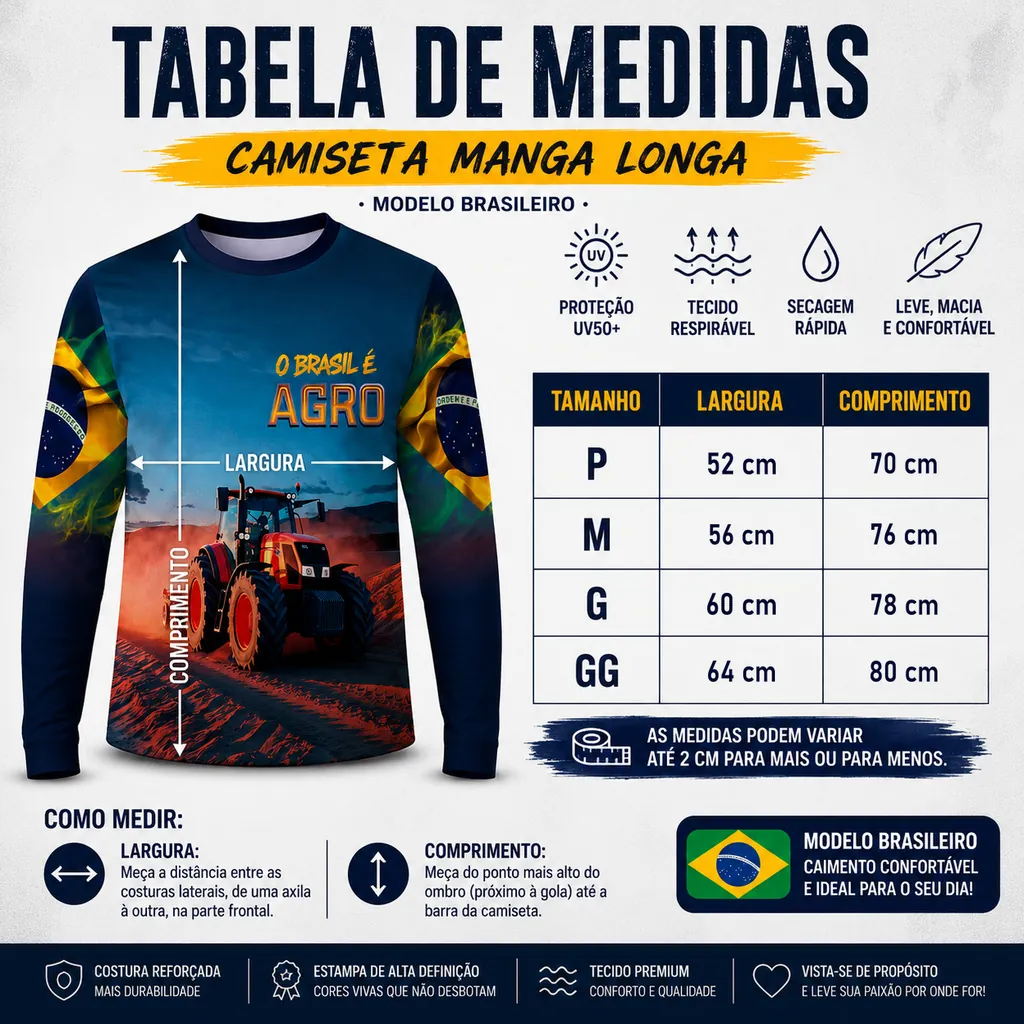 TABELA DE MEDIDAS
CAMISETA MANGA LONGA
• MODELO BRASILEIRO •
UV
PROTEÇÃO
UV50+
TECIDO
RESPIRÁVEL
SECAGEM
RÁPIDA
LEVE, MACIA
E CONFORTÁVEL
O BRASIL É
AGRO
LARGURA
COMPRIMENTO
TAMANHO LARGURA COMPRIMENTO
P 52 cm 70 cm
M 56 cm 76 cm
G 60 cm 78 cm
GG 64 cm 80 cm
AS MEDIDAS PODEM VARIAR
ATÉ 2 CM PARA MAIS OU PARA MENOS.
COMO MEDIR:
LARGURA:
Meça a distância entre as
costuras laterais, de uma axila
à outra, na parte frontal.
COMPRIMENTO:
Meça do ponto mais alto do
ombro (próximo à gola) até a
barra da camiseta.
MODELO BRASILEIRO
CAIMENTO CONFORTÁVEL
E IDEAL PARA O SEU DIA!
COSTURA REFORÇADA
MAIS DURABILIDADE
ESTAMPA DE ALTA DEFINIÇÃO
CORES VIVAS QUE NÃO DESBOTAM
TECIDO PREMIUM
CONFORTO E QUALIDADE
VISTA-SE DE PROPÓSITO
E LEVE SUA PAIXÃO POR ONDE FOR!